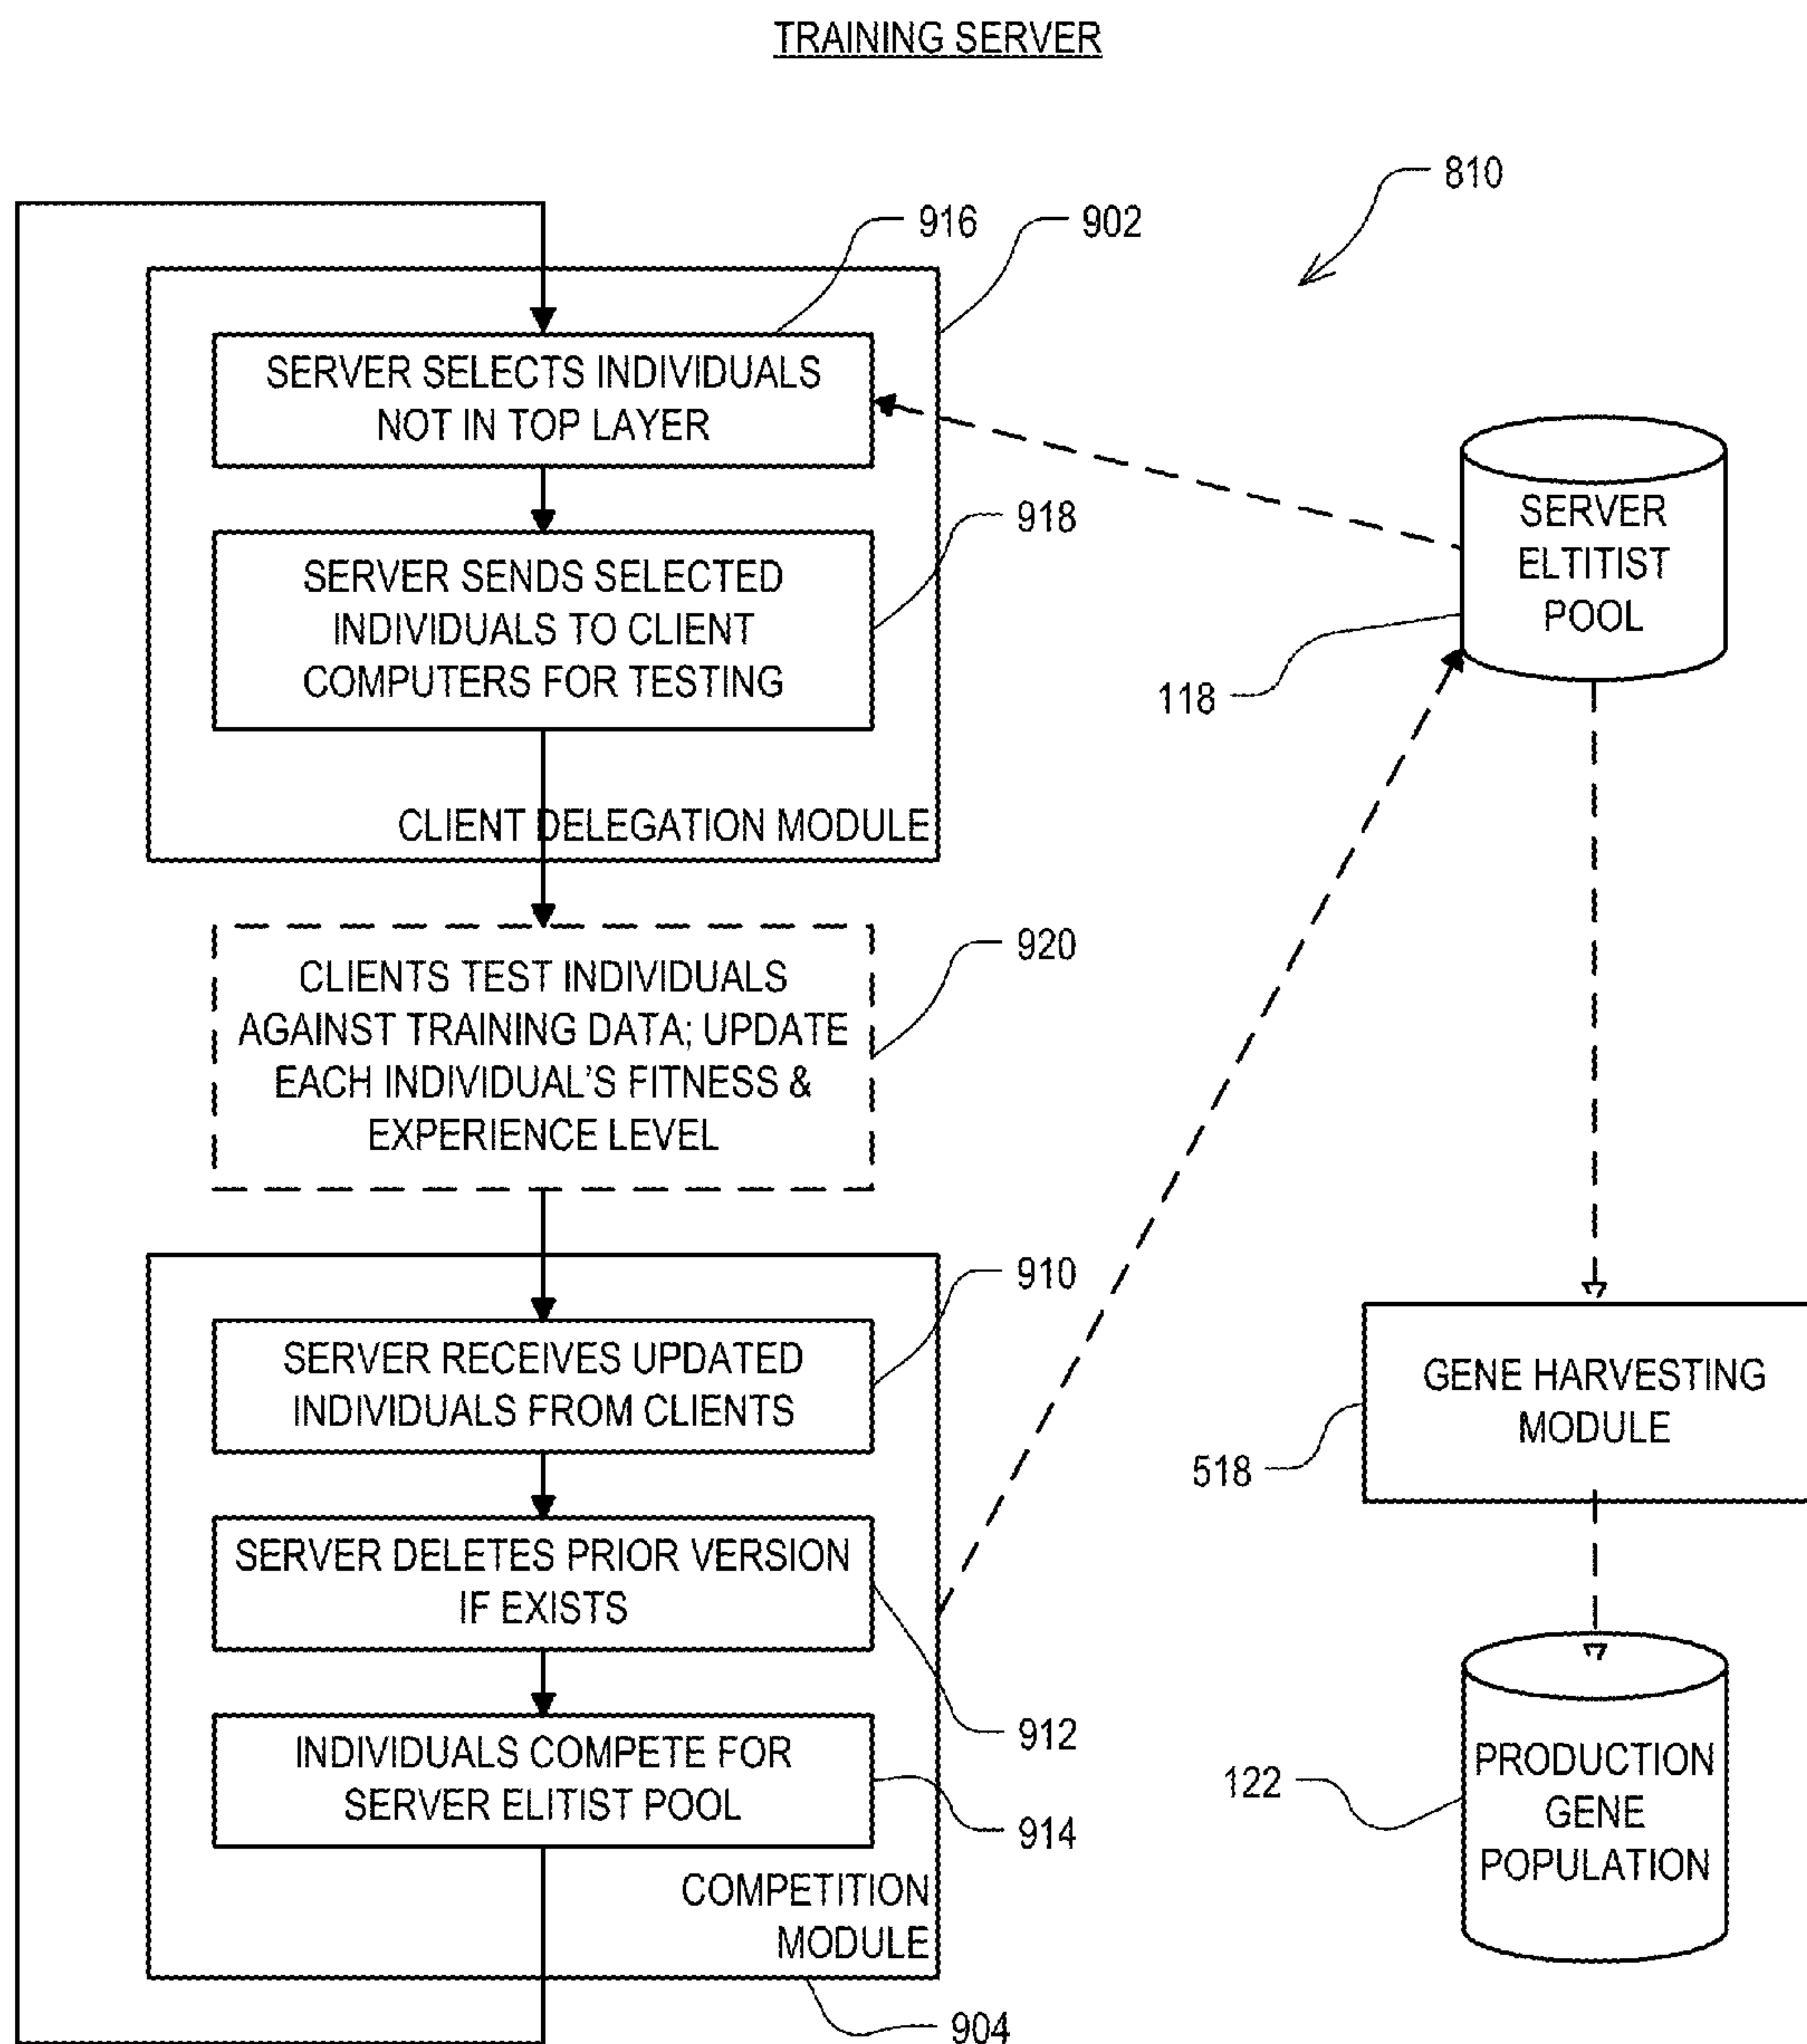 TRAINING SERVER
810
916
902
SERVER SELECTS INDIVIDUALS
NOT IN TOP LAYER
918
SERVER SENDS SELECTED
INDIVIDUALS TO CLIENT
COMPUTERS FOR TESTING
CLIENT DELEGATION MODULE
SERVER
ELTITIST
POOL
118
920
CLIENTS TEST INDIVIDUALS
AGAINST TRAINING DATA; UPDATE
EACH INDIVIDUAL'S FITNESS &
EXPERIENCE LEVEL
910
SERVER RECEIVES UPDATED
INDIVIDUALS FROM CLIENTS
SERVER DELETES PRIOR VERSION
IF EXISTS
912
INDIVIDUALS COMPETE FOR
SERVER ELITIST POOL
914
COMPETITION
MODULE
904
GENE HARVESTING
MODULE
518
PRODUCTION
GENE
POPULATION
122